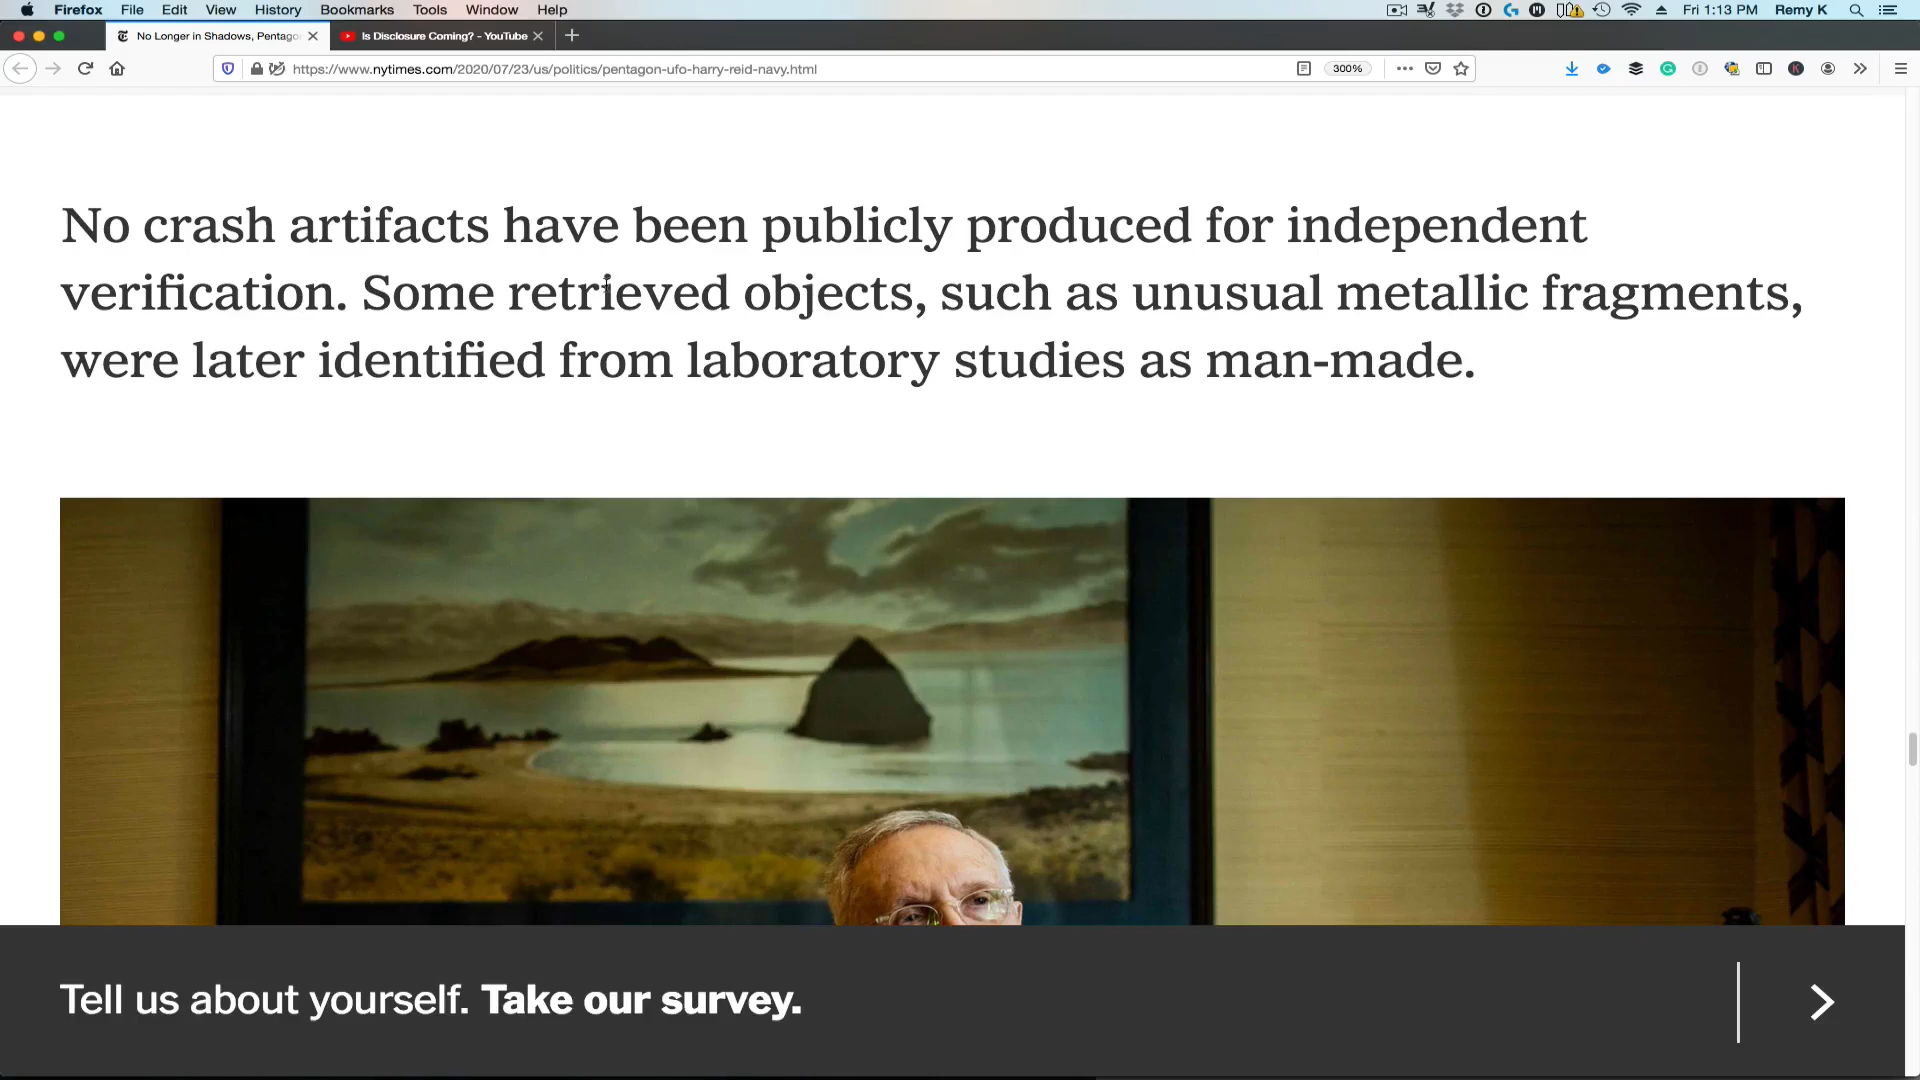 Firefox File Edit View History Bookmarks Tools Window Help Fri 1:13 PM Remy K
No Longer in Shadows, Pentago Is Disclosure Coming? - YouTube
https://www.nytimes.com/2020/07/23/us/politics/pentagon-ufo-harry-reid-navy.html 300%
No crash artifacts have been publicly produced for independent
verification. Some retrieved objects, such as unusual metallic fragments,
were later identified from laboratory studies as man-made.
Tell us about yourself. Take our survey.